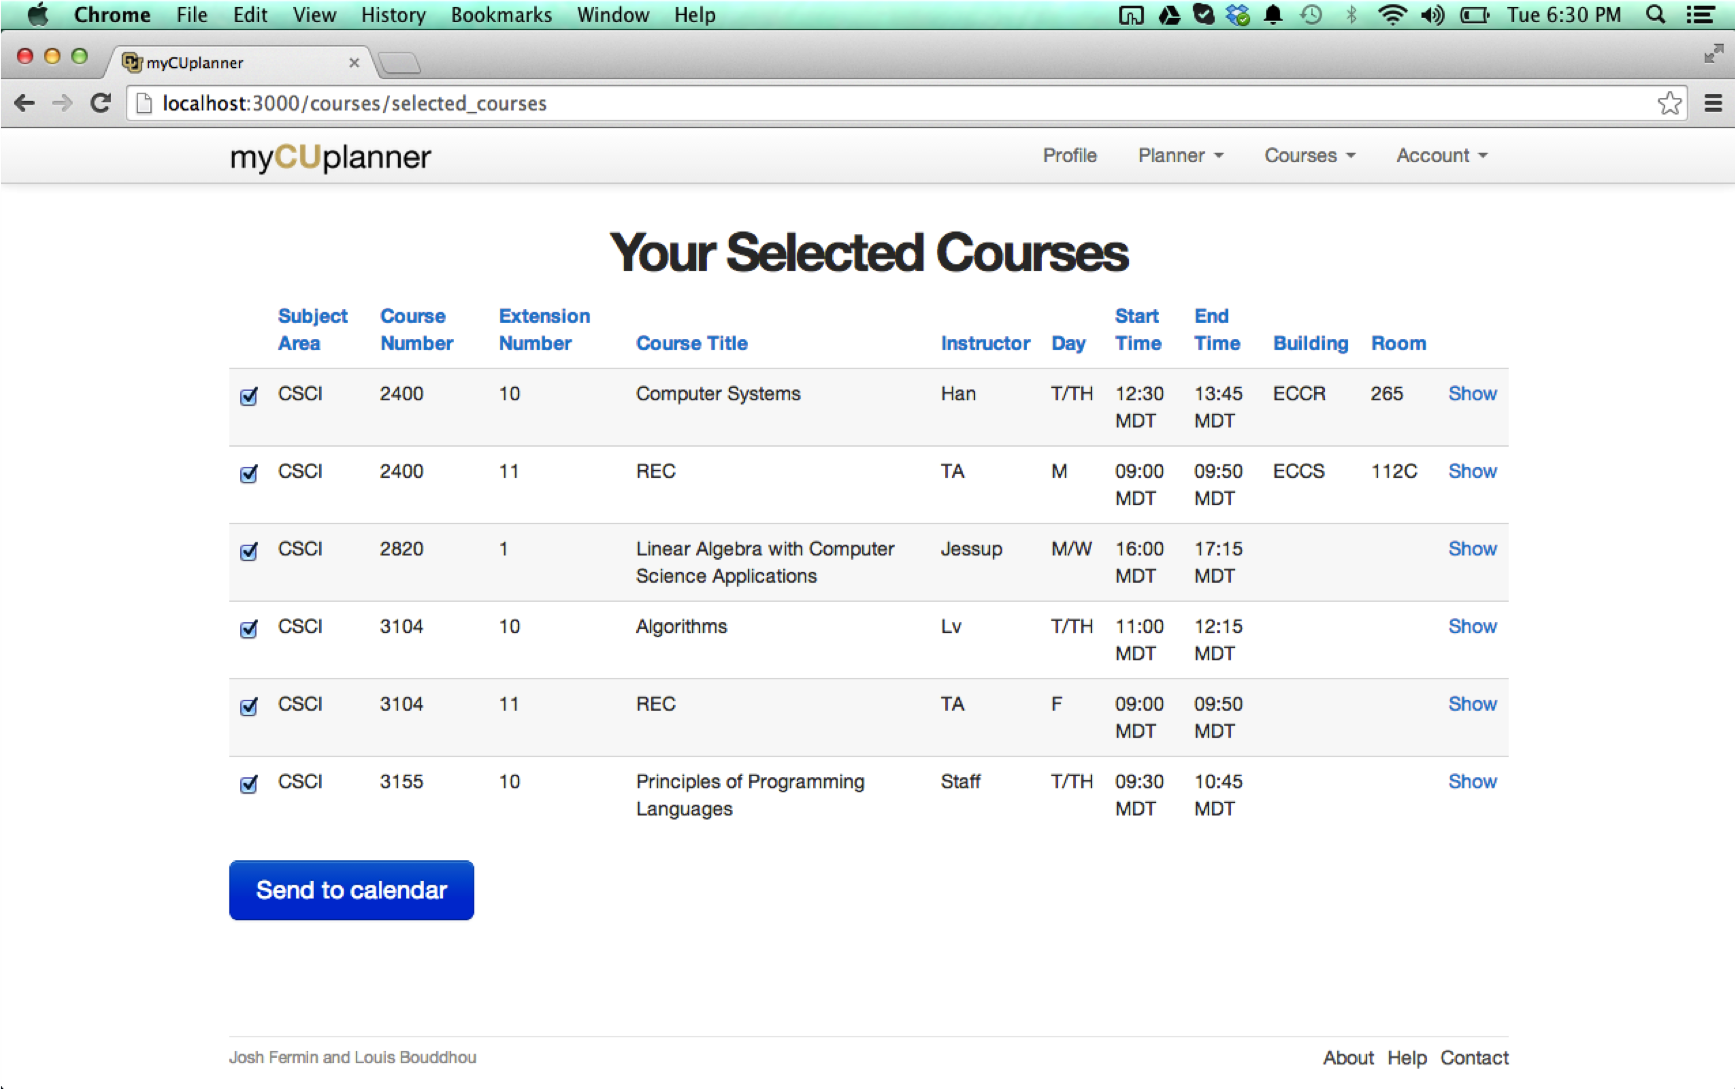 Chrome File Edit View History Bookmarks Window Help Tue 6:30 PM
myCUplanner
localhost:3000/courses/selected_courses
myCUplanner Profile Planner Courses Account
Your Selected Courses
Subject Area Course Number Extension Number Course Title Instructor Day Start Time End Time Building Room
CSCI 2400 10 Computer Systems Han T/TH 12:30 MDT 13:45 MDT ECCR 265 Show
CSCI 2400 11 REC TA M 09:00 MDT 09:50 MDT ECCS 112C Show
CSCI 2820 1 Linear Algebra with Computer Science Applications Jessup M/W 16:00 MDT 17:15 MDT Show
CSCI 3104 10 Algorithms Lv T/TH 11:00 MDT 12:15 MDT Show
CSCI 3104 11 REC TA F 09:00 MDT 09:50 MDT Show
CSCI 3155 10 Principles of Programming Languages Staff T/TH 09:30 MDT 10:45 MDT Show
Send to calendar
Josh Fermin and Louis Bouddhou About Help Contact